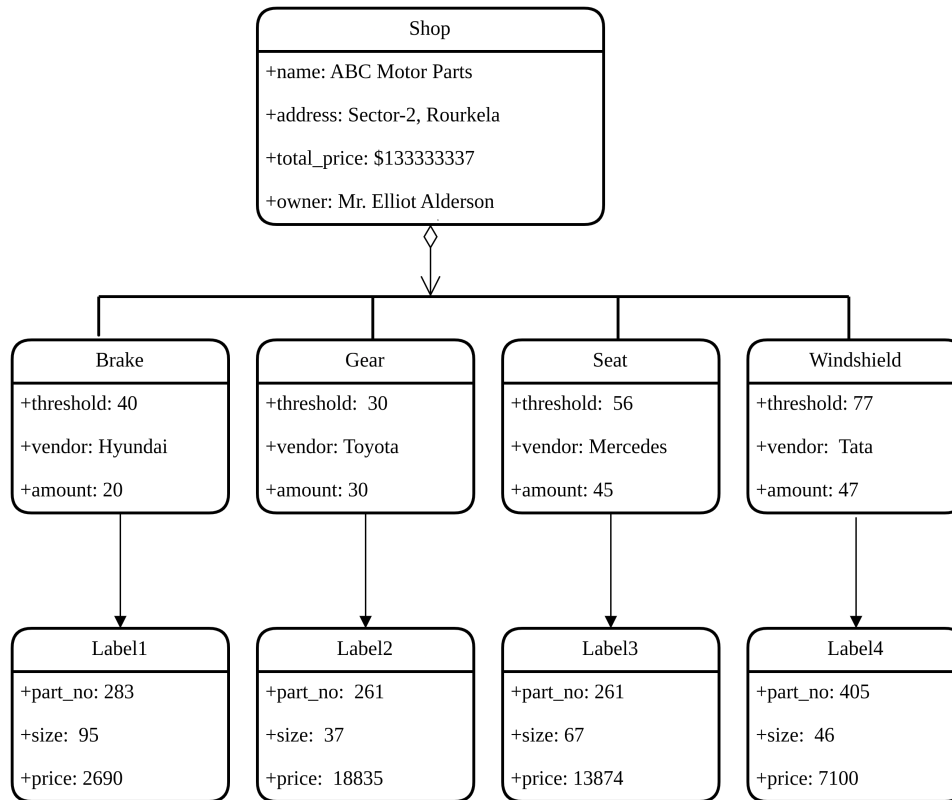 Shop
+name: ABC Motor Parts
+address: Sector-2, Rourkela
+total_price: $133333337
+owner: Mr. Elliot Alderson
Brake
+threshold: 40
+vendor: Hyundai
+amount: 20
Gear
+threshold:  30
+vendor: Toyota
+amount: 30
Seat
+threshold:  56
+vendor: Mercedes
+amount: 45
Windshield
+threshold: 77
+vendor:  Tata
+amount: 47
Label1
+part_no: 283
+size:  95
+price: 2690
Label2
+part_no:  261
+size:  37
+price:  18835
Label3
+part_no: 261
+size: 67
+price: 13874
Label4
+part_no: 405
+size:  46
+price: 7100